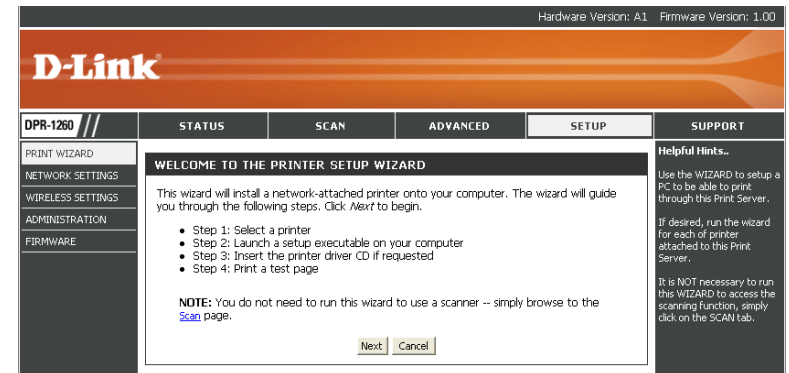 Hardware Version: A1 Firmware Version: 1.00
D-Link
DPR-1260 // STATUS SCAN ADVANCED SETUP SUPPORT
PRINT WIZARD
NETWORK SETTINGS
WIRELESS SETTINGS
ADMINISTRATION
FIRMWARE
WELCOME TO THE PRINTER SETUP WIZARD
This wizard will install a network-attached printer onto your computer. The wizard will guide
you through the following steps. Click Next to begin.
• Step 1: Select a printer
• Step 2: Launch a setup executable on your computer
• Step 3: Insert the printer driver CD if requested
• Step 4: Print a test page
NOTE: You do not need to run this wizard to use a scanner -- simply browse to the
Scan page.
Next Cancel
Helpful Hints..
Use the WIZARD to setup a
PC to be able to print
through this Print Server.
If desired, run the wizard
for each of printer
attached to this Print
Server.
It is NOT necessary to run
this WIZARD to access the
scanning function, simply
click on the SCAN tab.